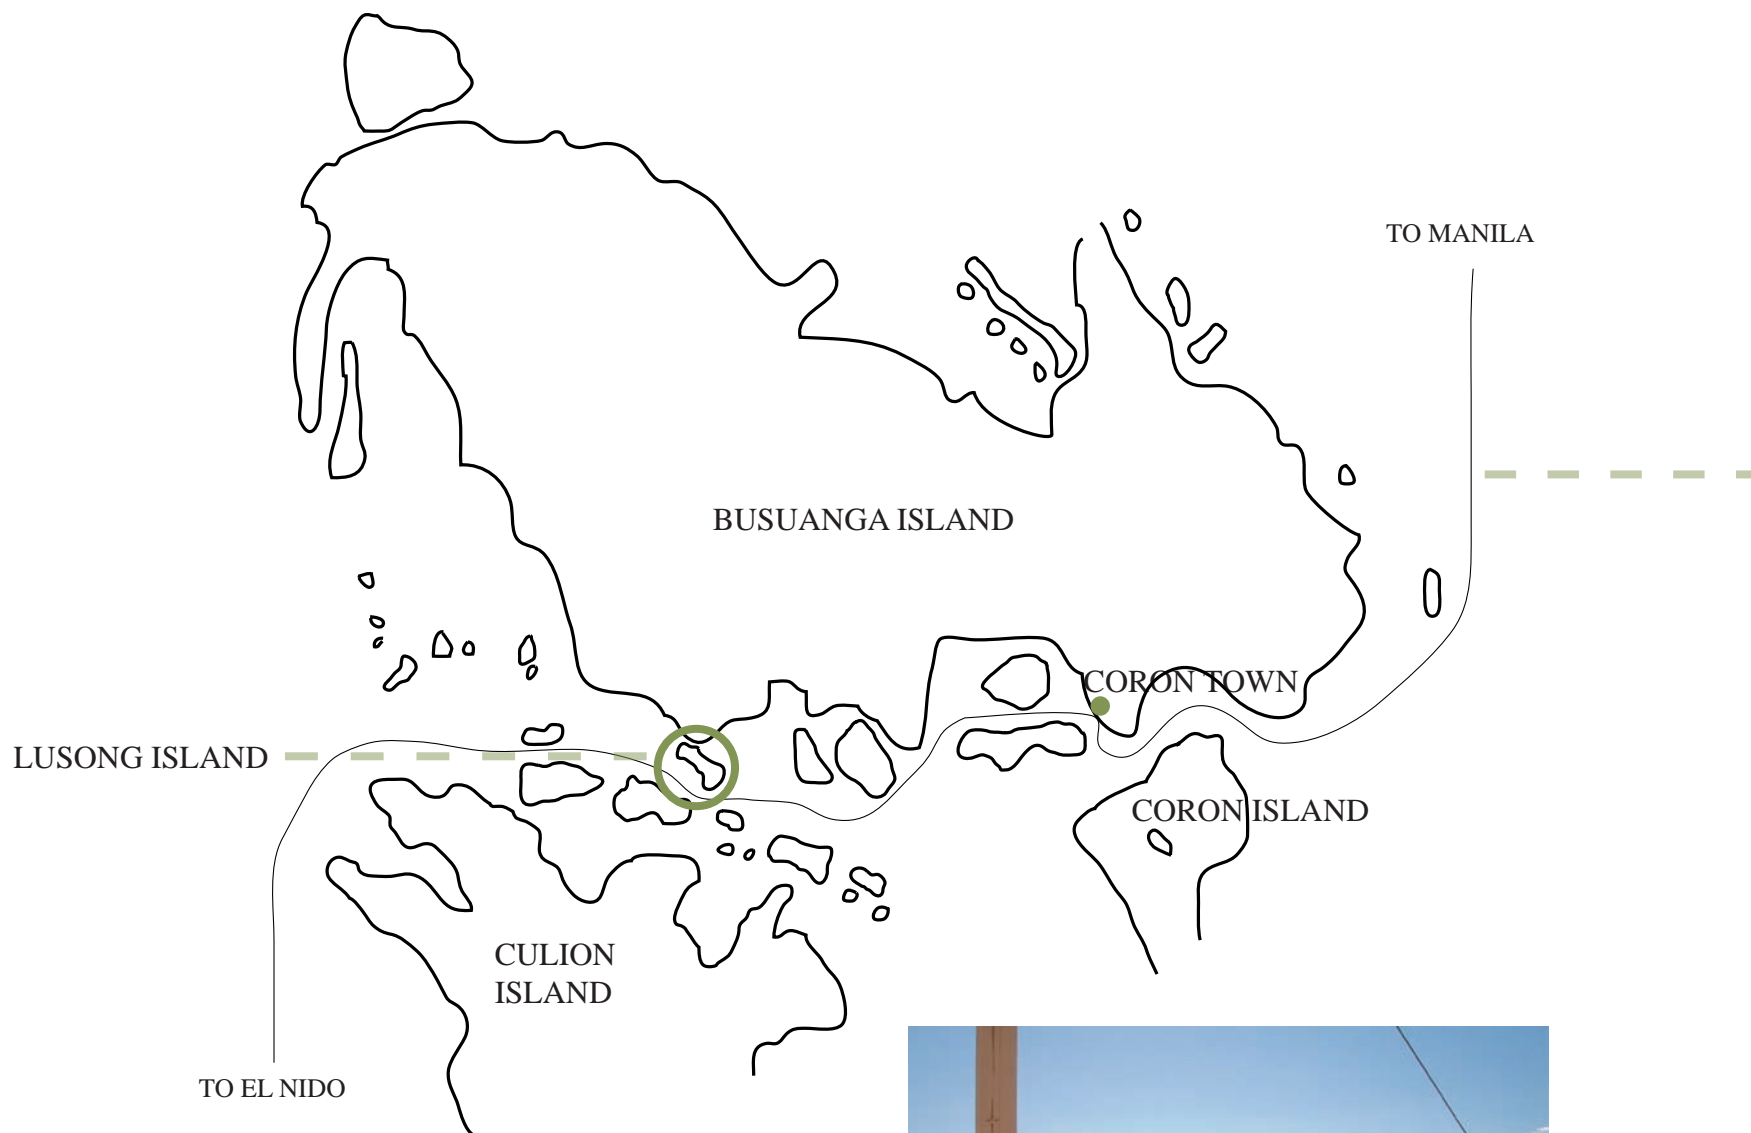 TO MANILA
BUSUANGA ISLAND
CORON TOWN
LUSONG ISLAND
CORON ISLAND
CULION
ISLAND
TO EL NIDO